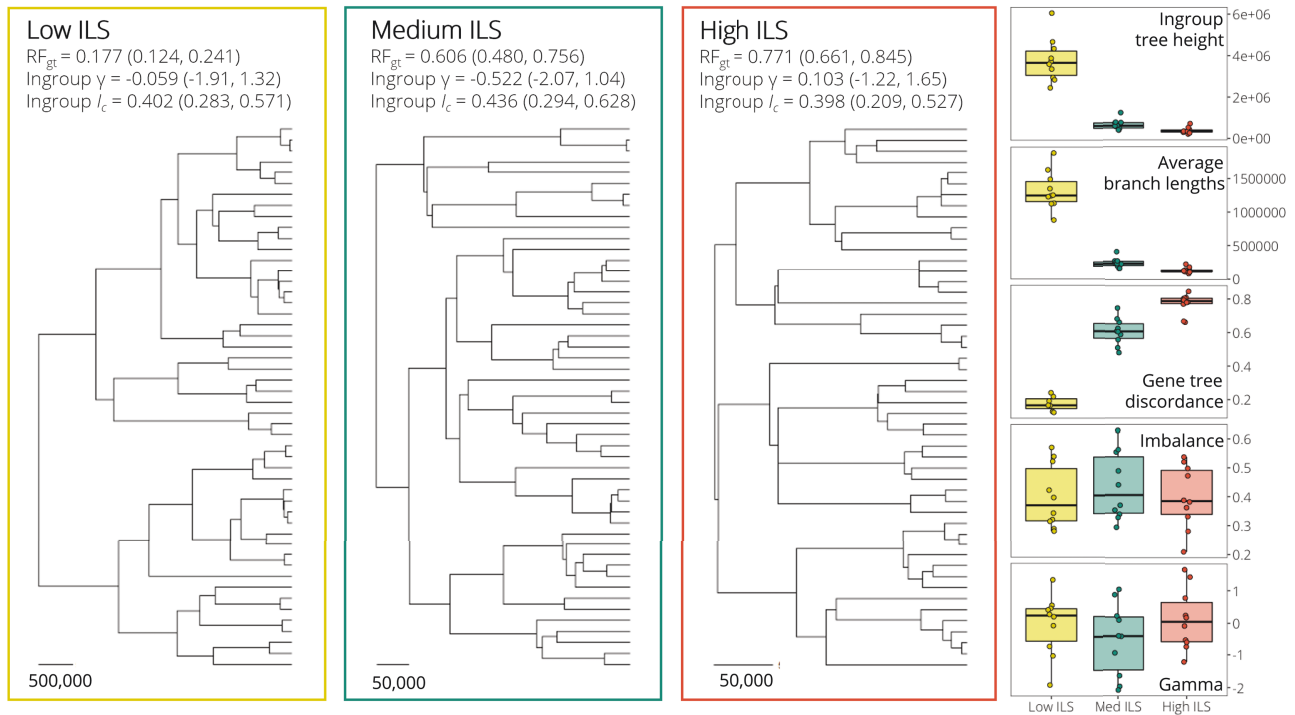 Low ILS
RFgt = 0.177 (0.124, 0.241)
Ingroup γ = -0.059 (-1.91, 1.32)
Ingroup lc = 0.402 (0.283, 0.571)
500,000
Medium ILS
RFgt = 0.606 (0.480, 0.756)
Ingroup γ = -0.522 (-2.07, 1.04)
Ingroup lc = 0.436 (0.294, 0.628)
50,000
High ILS
RFgt = 0.771 (0.661, 0.845)
Ingroup γ = 0.103 (-1.22, 1.65)
Ingroup lc = 0.398 (0.209, 0.527)
50,000
Ingroup
tree height
6e+06
4e+06
2e+06
0e+00
Average
branch lengths
1500000
1000000
500000
0
0.8
0.6
0.4
0.2
Gene tree
discordance
Imbalance
0.6
0.5
0.4
0.3
0.2
1
0
-1
-2
Gamma
Low ILS Med ILS High ILS